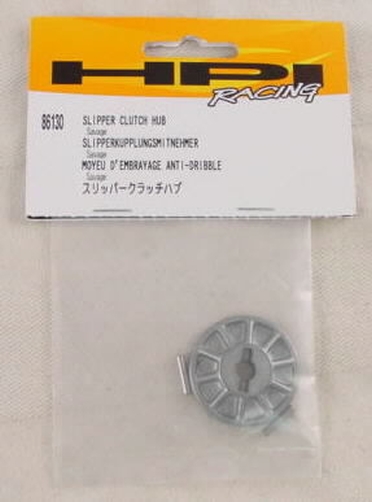 HPI
RACING
86130 SLIPPER CLUTCH HUB
Savage
SLIPPERKUPPLUNGSMITNEHMER
Savage
MOYEU D'EMBRAYAGE ANTI-DRIBBLE
Savage
スリッパークラッチハブ